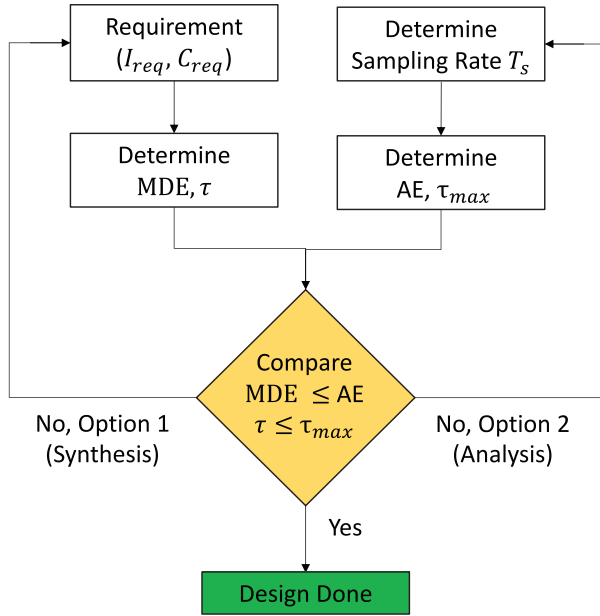 Requirement
(I_req, C_req)
Determine
Sampling Rate T_s
Determine
MDE, τ
Determine
AE, τ_max
Compare
MDE ≤ AE
τ ≤ τ_max
No, Option 1
(Synthesis)
No, Option 2
(Analysis)
Yes
Design Done